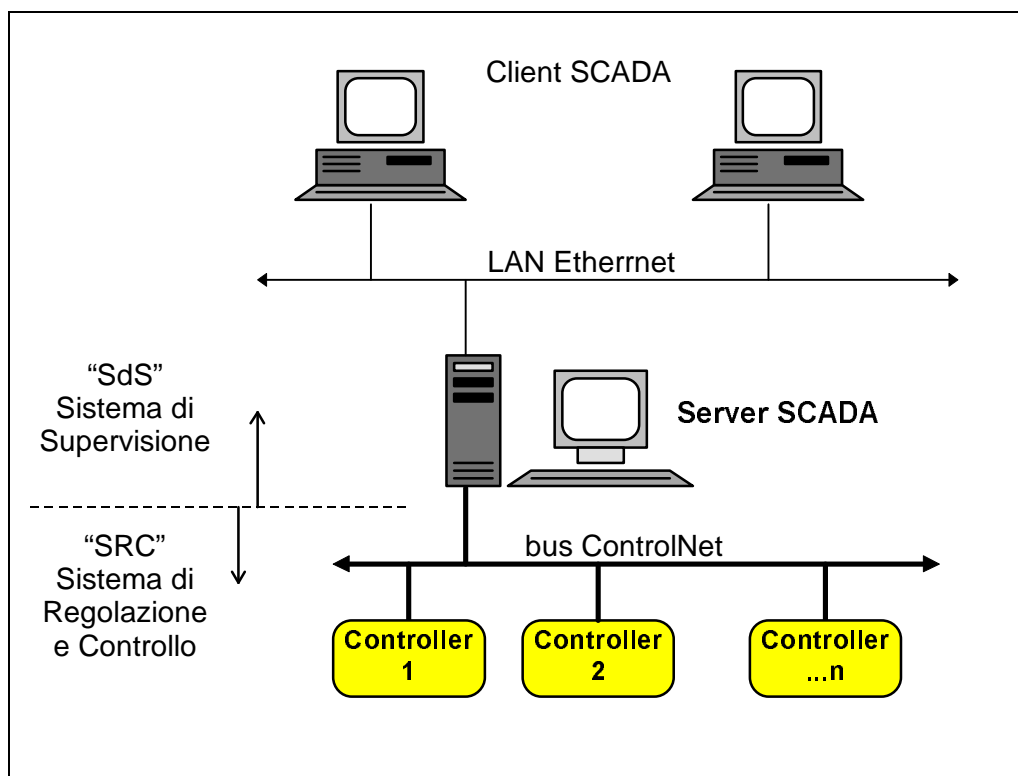 Client SCADA
LAN Etherrnet
“SdS”
Sistema di
Supervisione
Server SCADA
“SRC”
Sistema di
Regolazione
e Controllo
bus ControlNet
Controller
1
Controller
2
Controller
...n